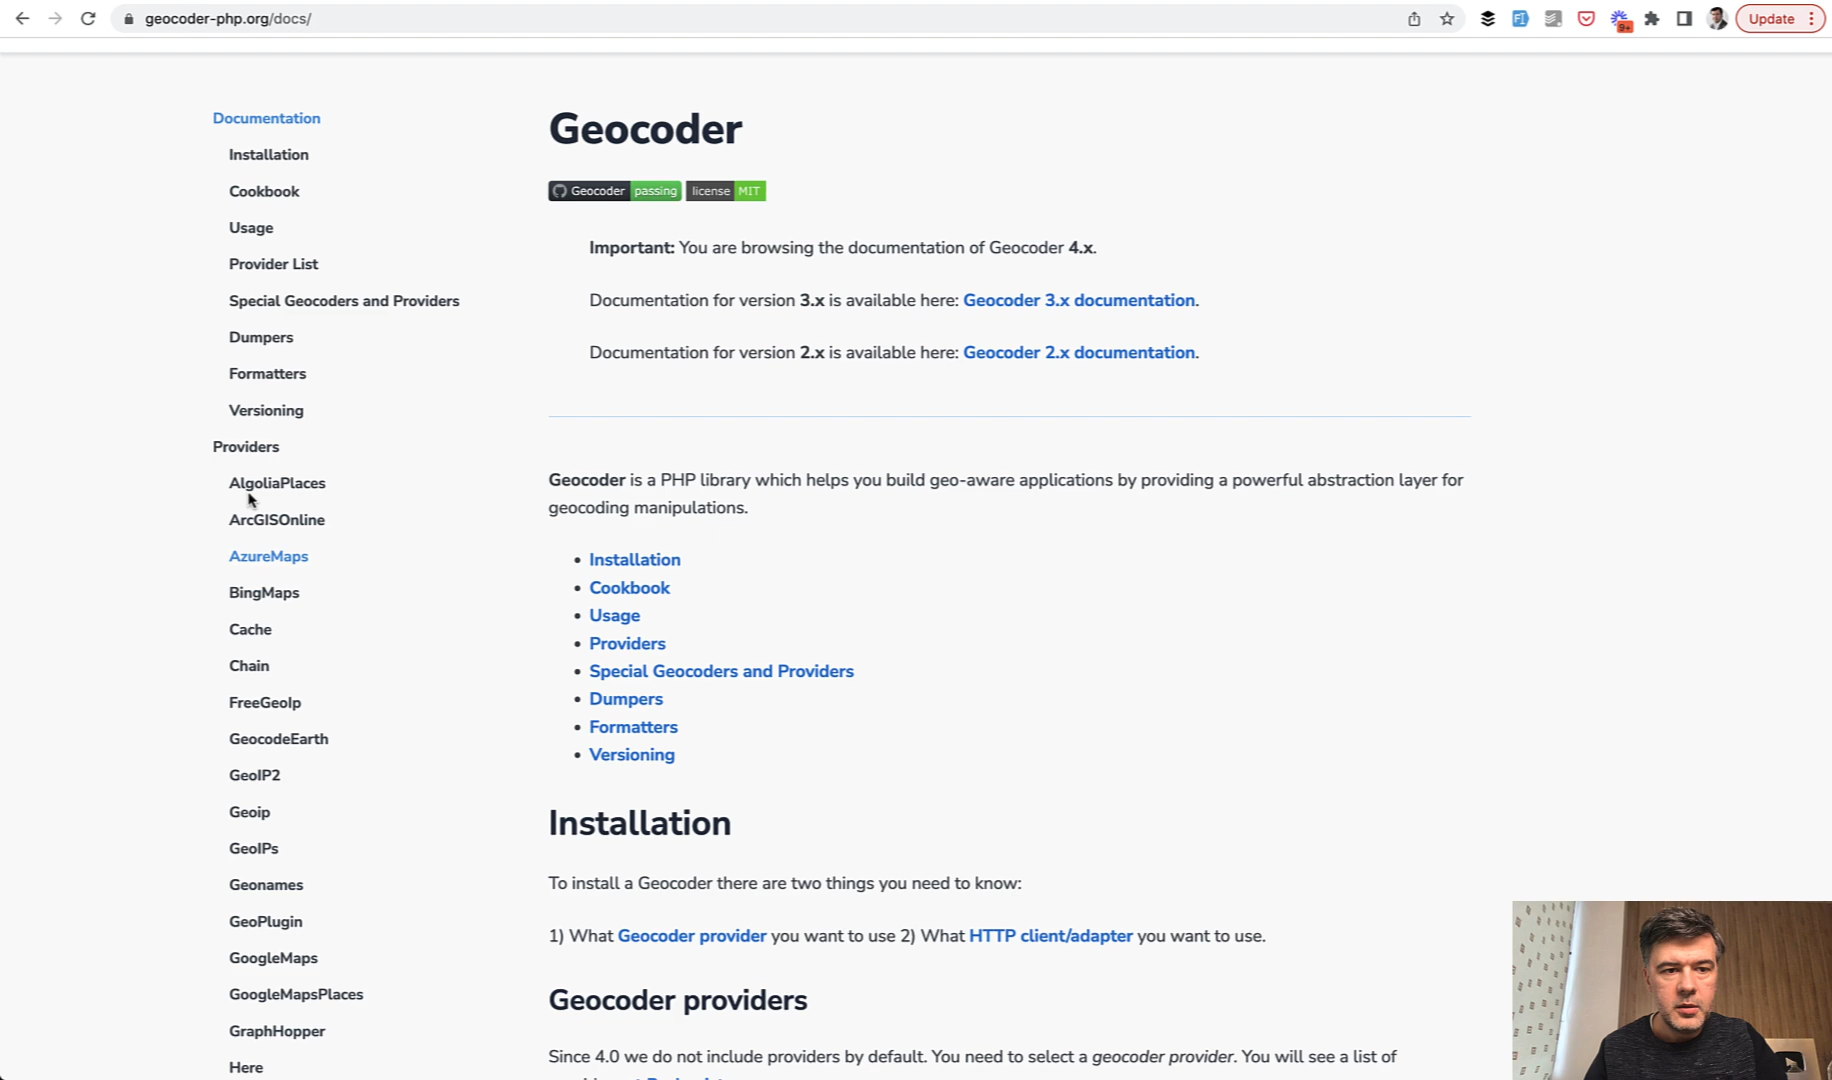 geocoder-php.org/docs/
9+
Update
Documentation
Installation
Cookbook
Usage
Provider List
Special Geocoders and Providers
Dumpers
Formatters
Versioning
Providers
AlgoliaPlaces
ArcGISOnline
AzureMaps
BingMaps
Cache
Chain
FreeGeoIp
GeocodeEarth
GeoIP2
Geoip
GeoIPs
Geonames
GeoPlugin
GoogleMaps
GoogleMapsPlaces
GraphHopper
Here
Geocoder
Geocoder passing license MIT
Important: You are browsing the documentation of Geocoder 4.x.
Documentation for version 3.x is available here: Geocoder 3.x documentation.
Documentation for version 2.x is available here: Geocoder 2.x documentation.
Geocoder is a PHP library which helps you build geo-aware applications by providing a powerful abstraction layer for
geocoding manipulations.
• Installation
• Cookbook
• Usage
• Providers
• Special Geocoders and Providers
• Dumpers
• Formatters
• Versioning
Installation
To install a Geocoder there are two things you need to know:
1) What Geocoder provider you want to use 2) What HTTP client/adapter you want to use.
Geocoder providers
Since 4.0 we do not include providers by default. You need to select a geocoder provider. You will see a list of